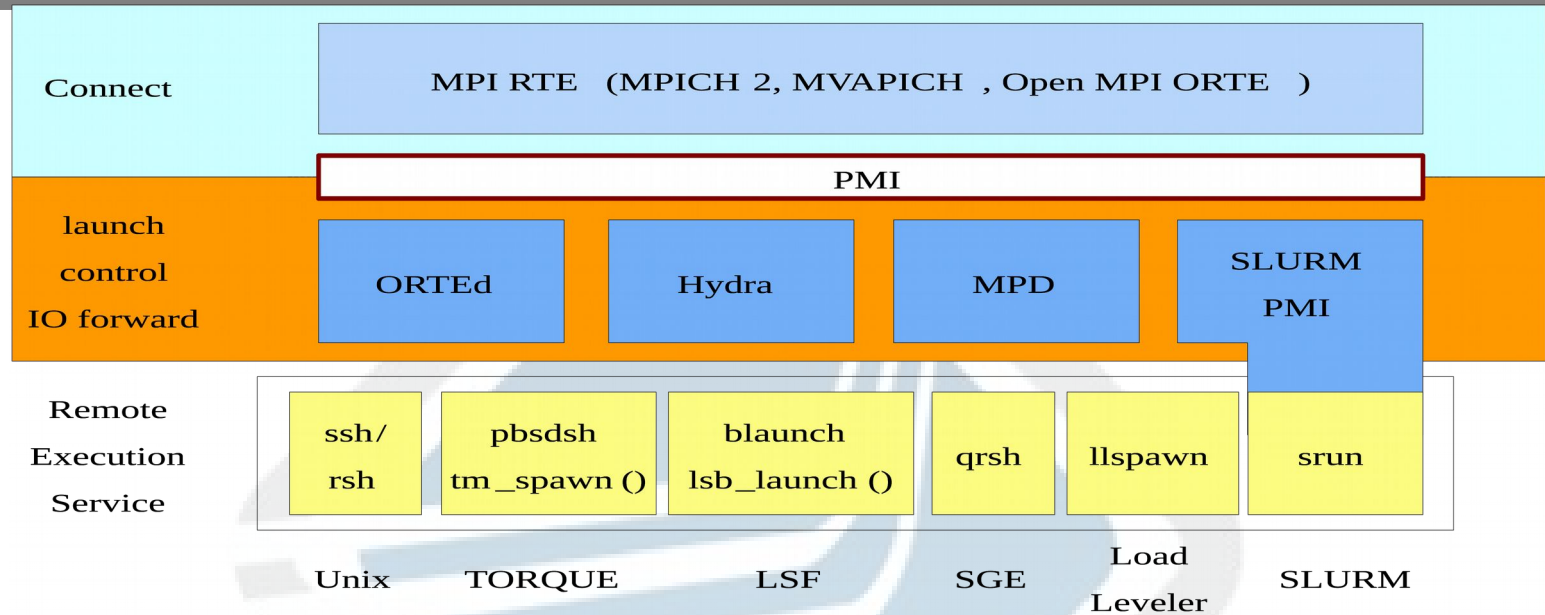 Connect
MPI RTE (MPICH 2, MVAPICH , Open MPI ORTE )
PMI
launch
control
IO forward
ORTEd
Hydra
MPD
SLURM
PMI
Remote
Execution
Service
ssh/
rsh
pbsdsh
tm_spawn ()
blaunch
lsb_launch ()
qrsh
llspawn
srun
Unix
TORQUE
LSF
SGE
Load
Leveler
SLURM